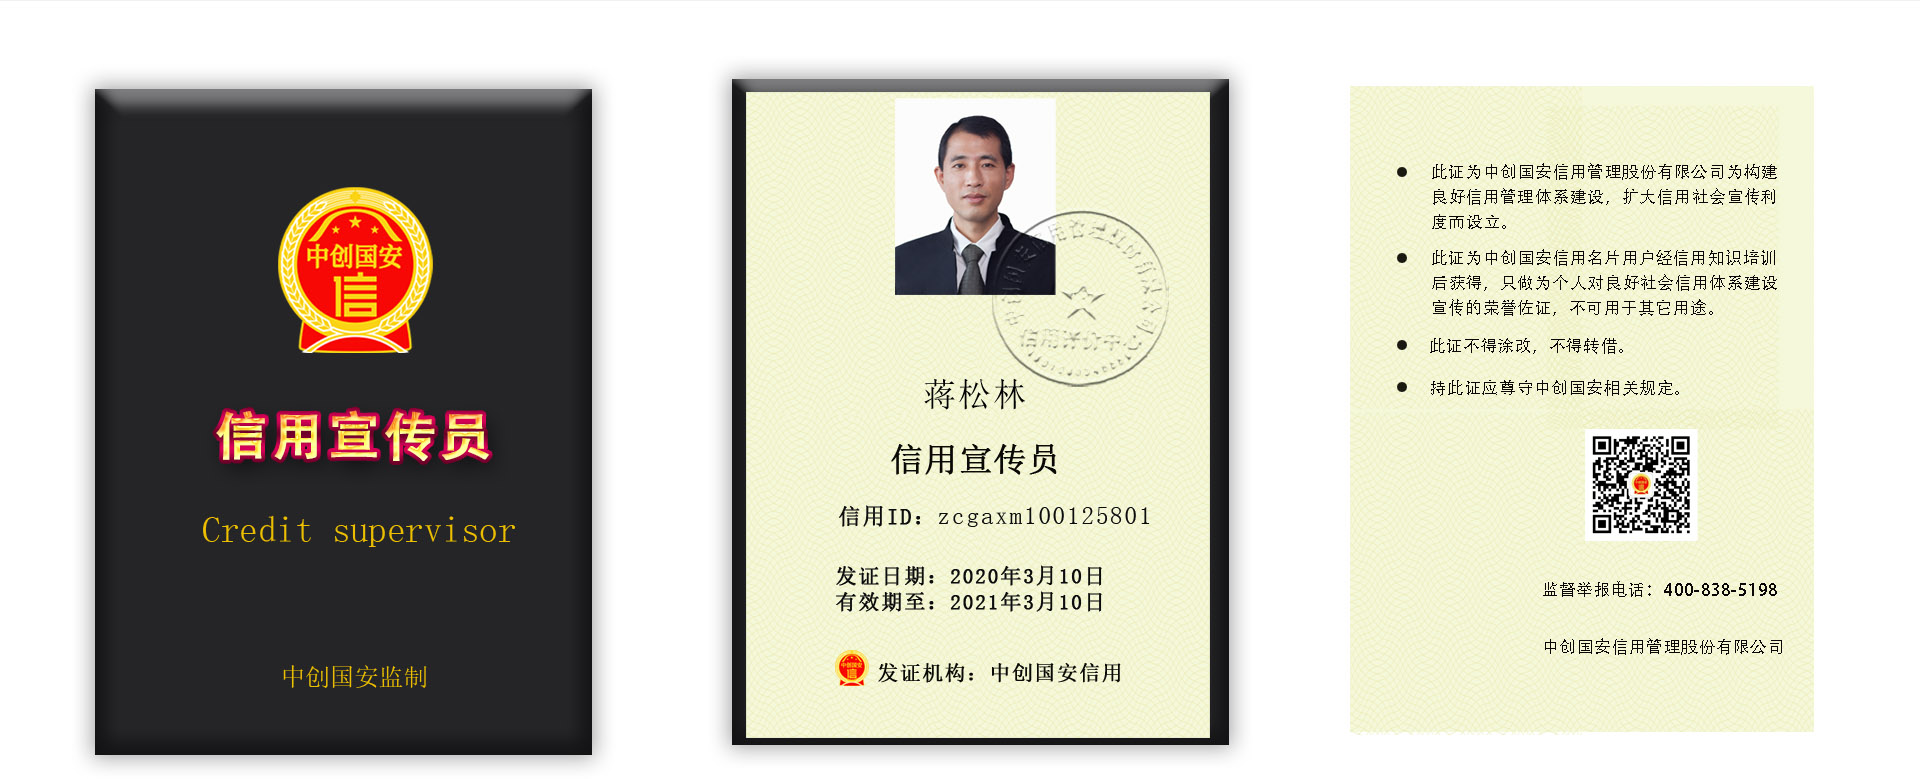 中创国安
信
信用宣传员
Credit supervisor
中创国安监制
信用评价中心
蒋松林
信用宣传员
信用ID：zcgaxm100125801
发证日期：2020年3月10日
有效期至：2021年3月10日
中创国安
信
发证机构：中创国安信用
此证为中创国安信用管理股份有限公司为构建
良好信用管理体系建设，扩大信用社会宣传利
度而设立。
此证为中创国安信用名片用户经信用知识培训
后获得，只做为个人对良好社会信用体系建设
宣传的荣誉佐证，不可用于其它用途。
此证不得涂改，不得转借。
持此证应尊守中创国安相关规定。
监督举报电话：400-838-5198
中创国安信用管理股份有限公司